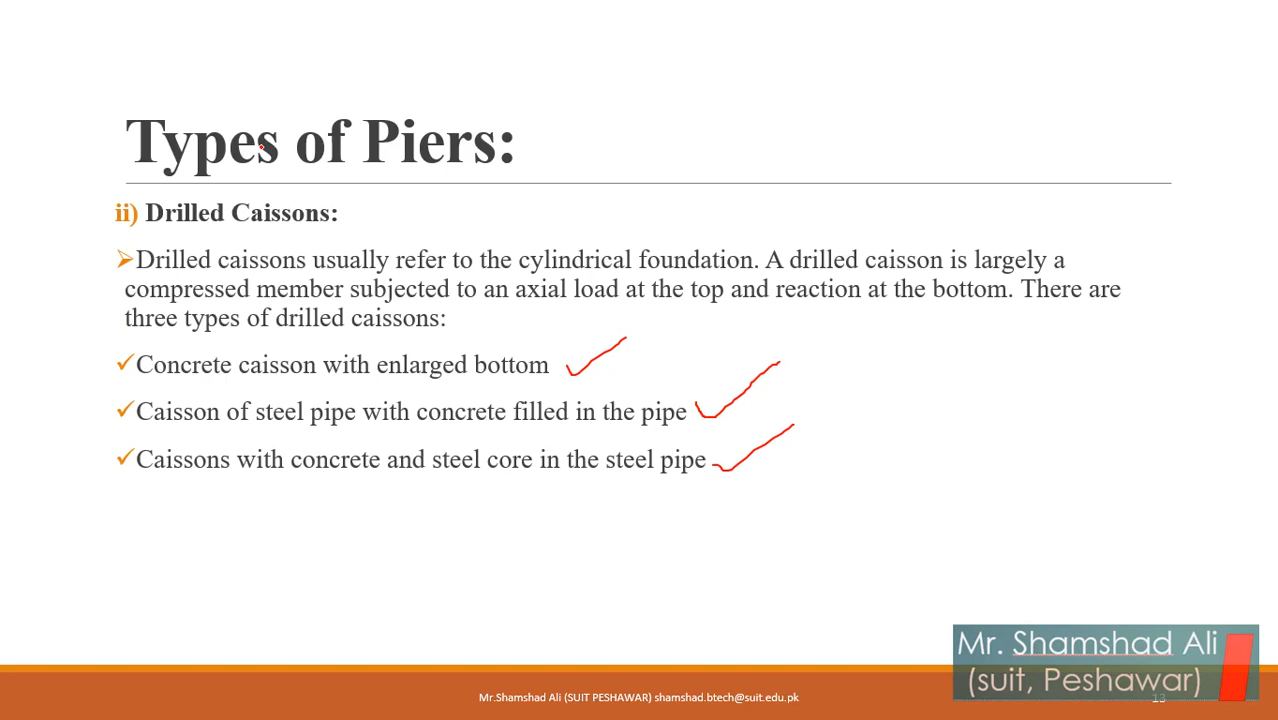 Types of Piers:
ii) Drilled Caissons:
Drilled caissons usually refer to the cylindrical foundation. A drilled caisson is largely a
compressed member subjected to an axial load at the top and reaction at the bottom. There are
three types of drilled caissons:
Concrete caisson with enlarged bottom
Caisson of steel pipe with concrete filled in the pipe
Caissons with concrete and steel core in the steel pipe
Mr. Shamshad Ali
(suit, Peshawar)
Mr.Shamshad Ali (SUIT PESHAWAR) shamshad.btech@suit.edu.pk
13